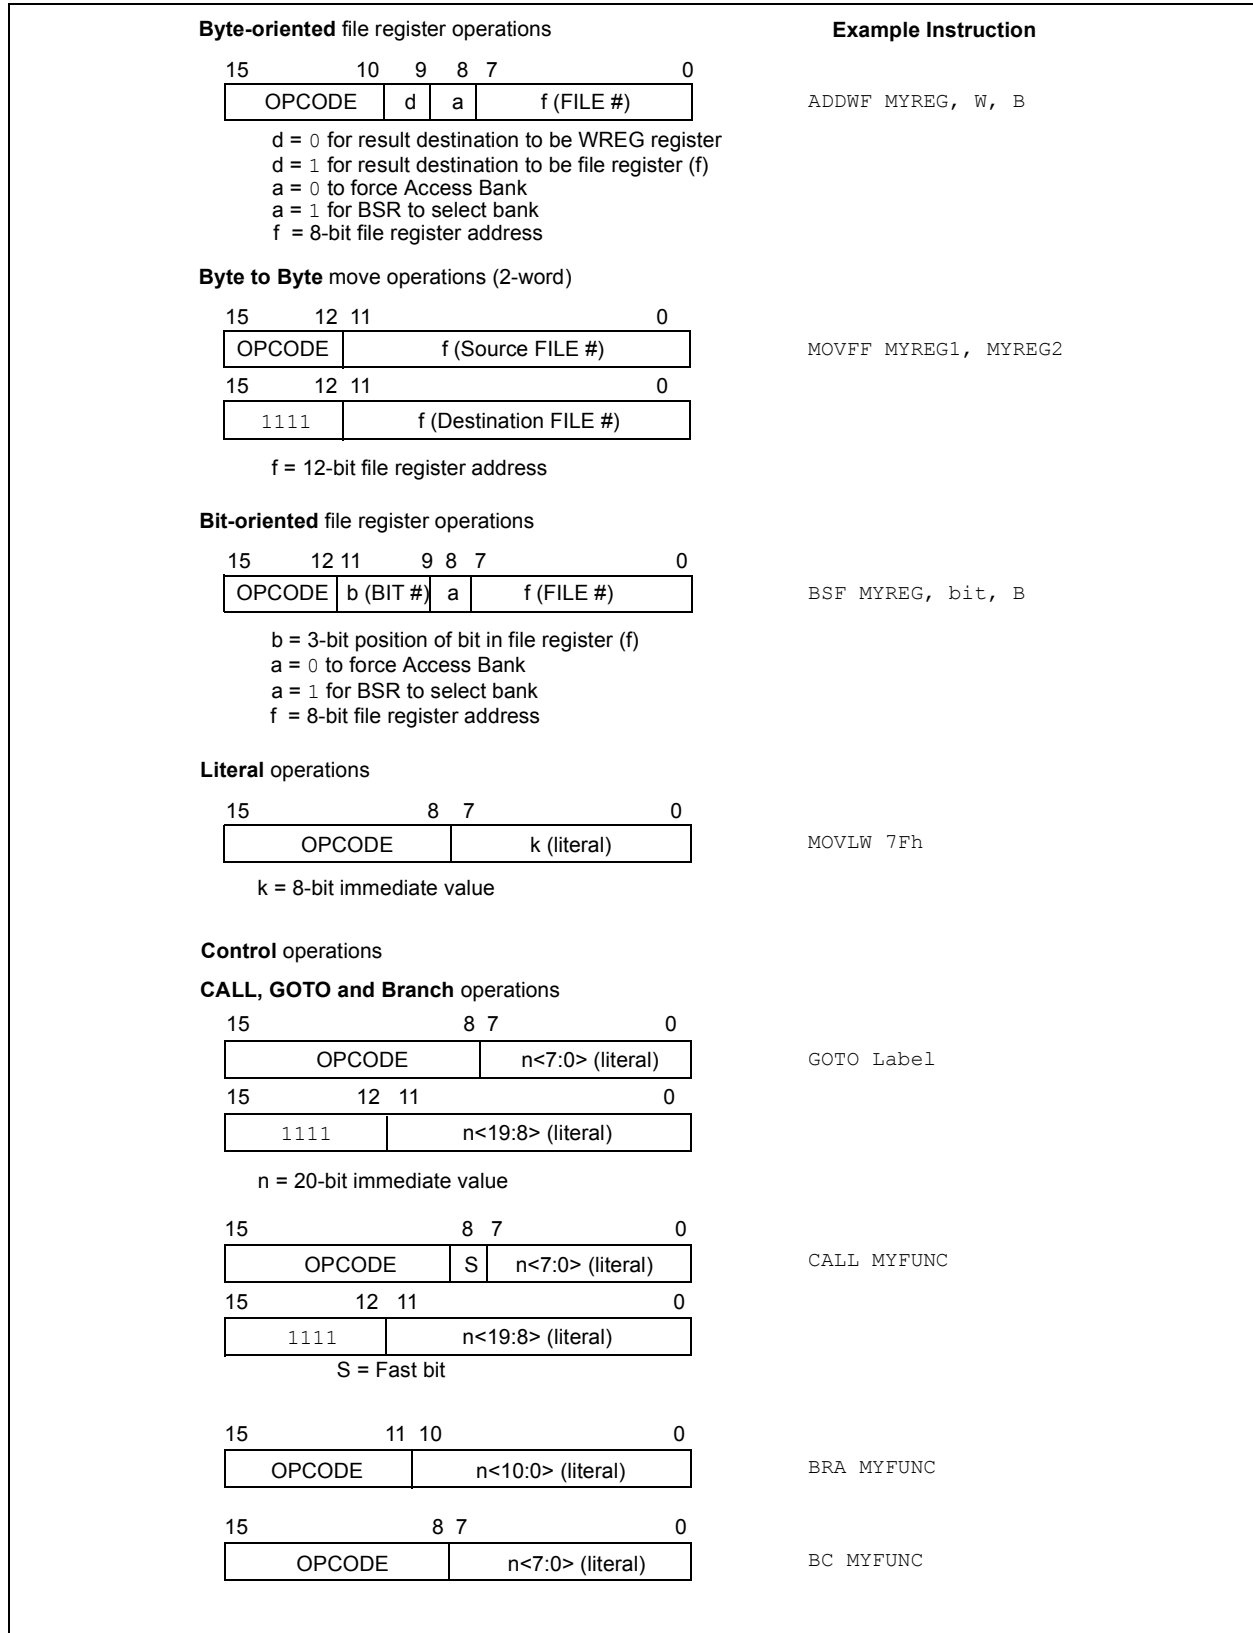 Byte-oriented file register operations Example Instruction
15 10 9 8 7 0
OPCODE d a f (FILE #) ADDWF MYREG, W, B
d = 0 for result destination to be WREG register
d = 1 for result destination to be file register (f)
a = 0 to force Access Bank
a = 1 for BSR to select bank
f = 8-bit file register address
Byte to Byte move operations (2-word)
15 12 11 0
OPCODE f (Source FILE #) MOVFF MYREG1, MYREG2
15 12 11 0
1111 f (Destination FILE #)
f = 12-bit file register address
Bit-oriented file register operations
15 12 11 9 8 7 0
OPCODE b (BIT #) a f (FILE #) BSF MYREG, bit, B
b = 3-bit position of bit in file register (f)
a = 0 to force Access Bank
a = 1 for BSR to select bank
f = 8-bit file register address
Literal operations
15 8 7 0
OPCODE k (literal) MOVLW 7Fh
k = 8-bit immediate value
Control operations
CALL, GOTO and Branch operations
15 8 7 0
OPCODE n<7:0> (literal) GOTO Label
15 12 11 0
1111 n<19:8> (literal)
n = 20-bit immediate value
15 8 7 0
OPCODE S n<7:0> (literal) CALL MYFUNC
15 12 11 0
1111 n<19:8> (literal)
S = Fast bit
15 11 10 0
OPCODE n<10:0> (literal) BRA MYFUNC
15 8 7 0
OPCODE n<7:0> (literal) BC MYFUNC